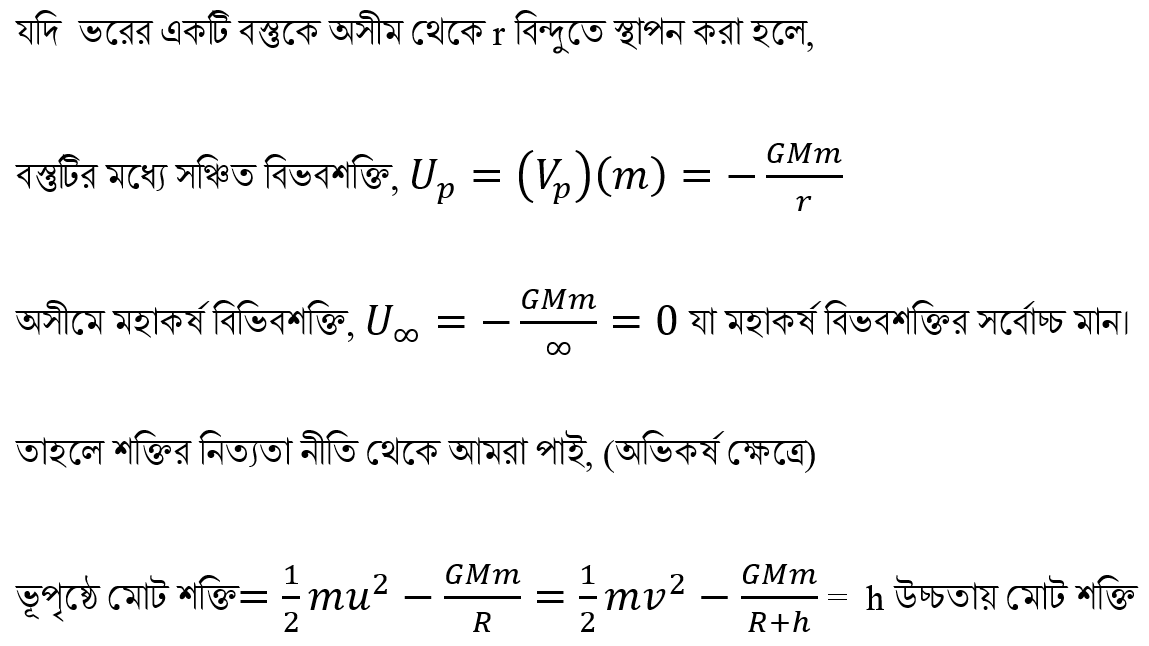 যদি ভরের একটি বস্তুকে অসীম থেকে r বিন্দুতে স্থাপন করা হলে,
বস্তুটির মধ্যে সঞ্চিত বিভবশক্তি, $U_p = (V_p)(m) = -\frac{GMm}{r}$
অসীমে মহাকর্ষ বিভিবশক্তি, $U_\infty = -\frac{GMm}{\infty} = 0$ যা মহাকর্ষ বিভবশক্তির সর্বোচ্চ মান।
তাহলে শক্তির নিত্যতা নীতি থেকে আমরা পাই, (অভিকর্ষ ক্ষেত্রে)
ভূপৃষ্ঠে মোট শক্তি= $\frac{1}{2}mu^2 - \frac{GMm}{R} = \frac{1}{2}mv^2 - \frac{GMm}{R+h}$ = h উচ্চতায় মোট শক্তি